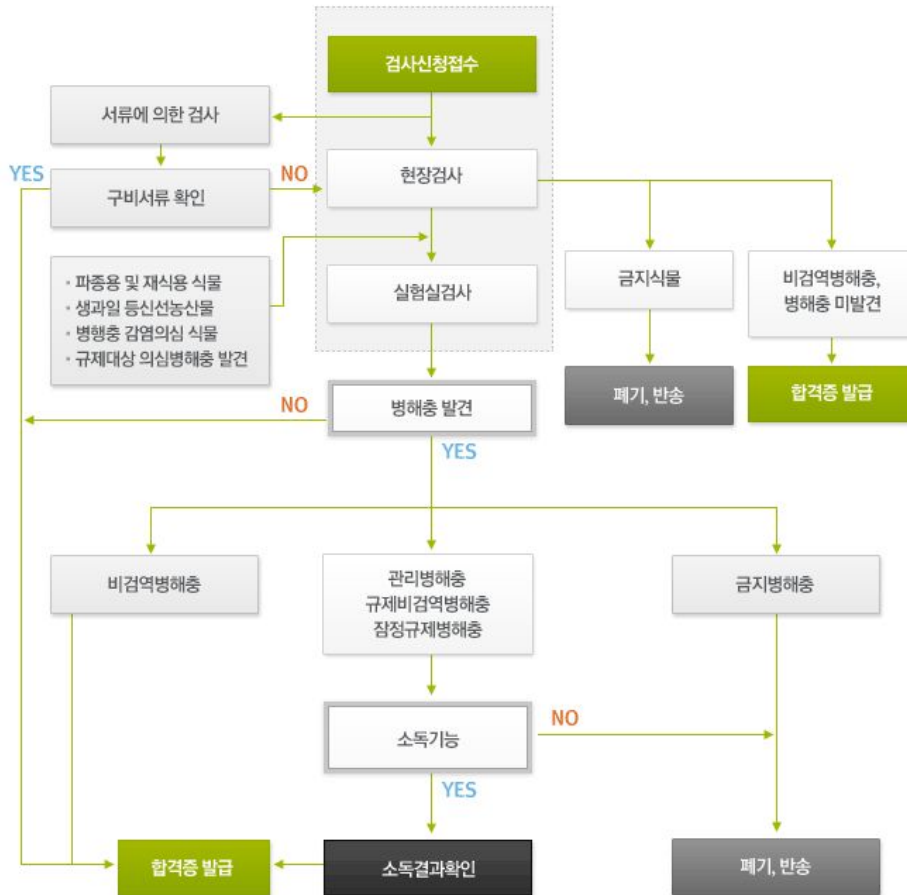 검사신청접수
서류에 의한 검사
YES
구비서류 확인
NO
현장검사
· 파종용 및 재식용 식물
· 생과일 등신선농산물
· 병행충 감염의심 식물
· 규제대상 의심병해충 발견
실험실검사
금지식물
비검역병해충,
병해충 미발견
폐기, 반송
합격증 발급
NO
병해충 발견
YES
비검역병해충
관리병해충
규제비검역병해충
잠정규제병해충
금지병해충
소독기능
NO
YES
합격증 발급
소독결과확인
폐기, 반송